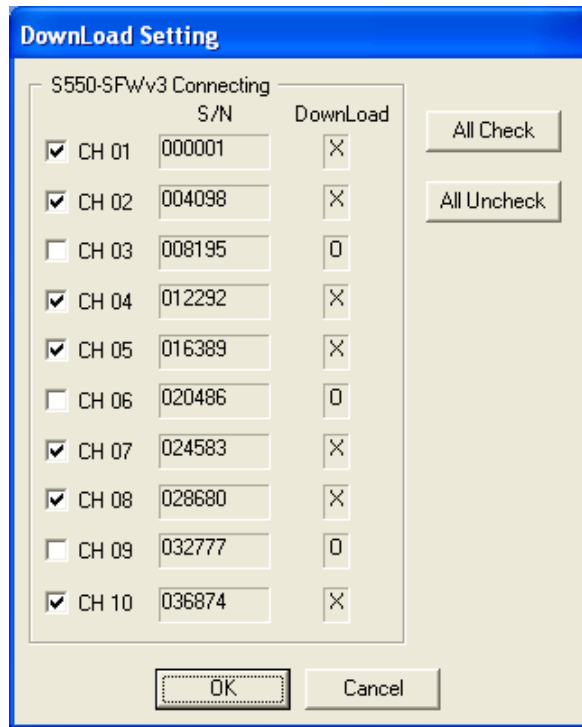 DownLoad Setting
S550-SFWv3 Connecting
S/N DownLoad
CH 01 000001 X
CH 02 004098 X
CH 03 008195 O
CH 04 012292 X
CH 05 016389 X
CH 06 020486 O
CH 07 024583 X
CH 08 028680 X
CH 09 032777 O
CH 10 036874 X
All Check
All Uncheck
OK Cancel